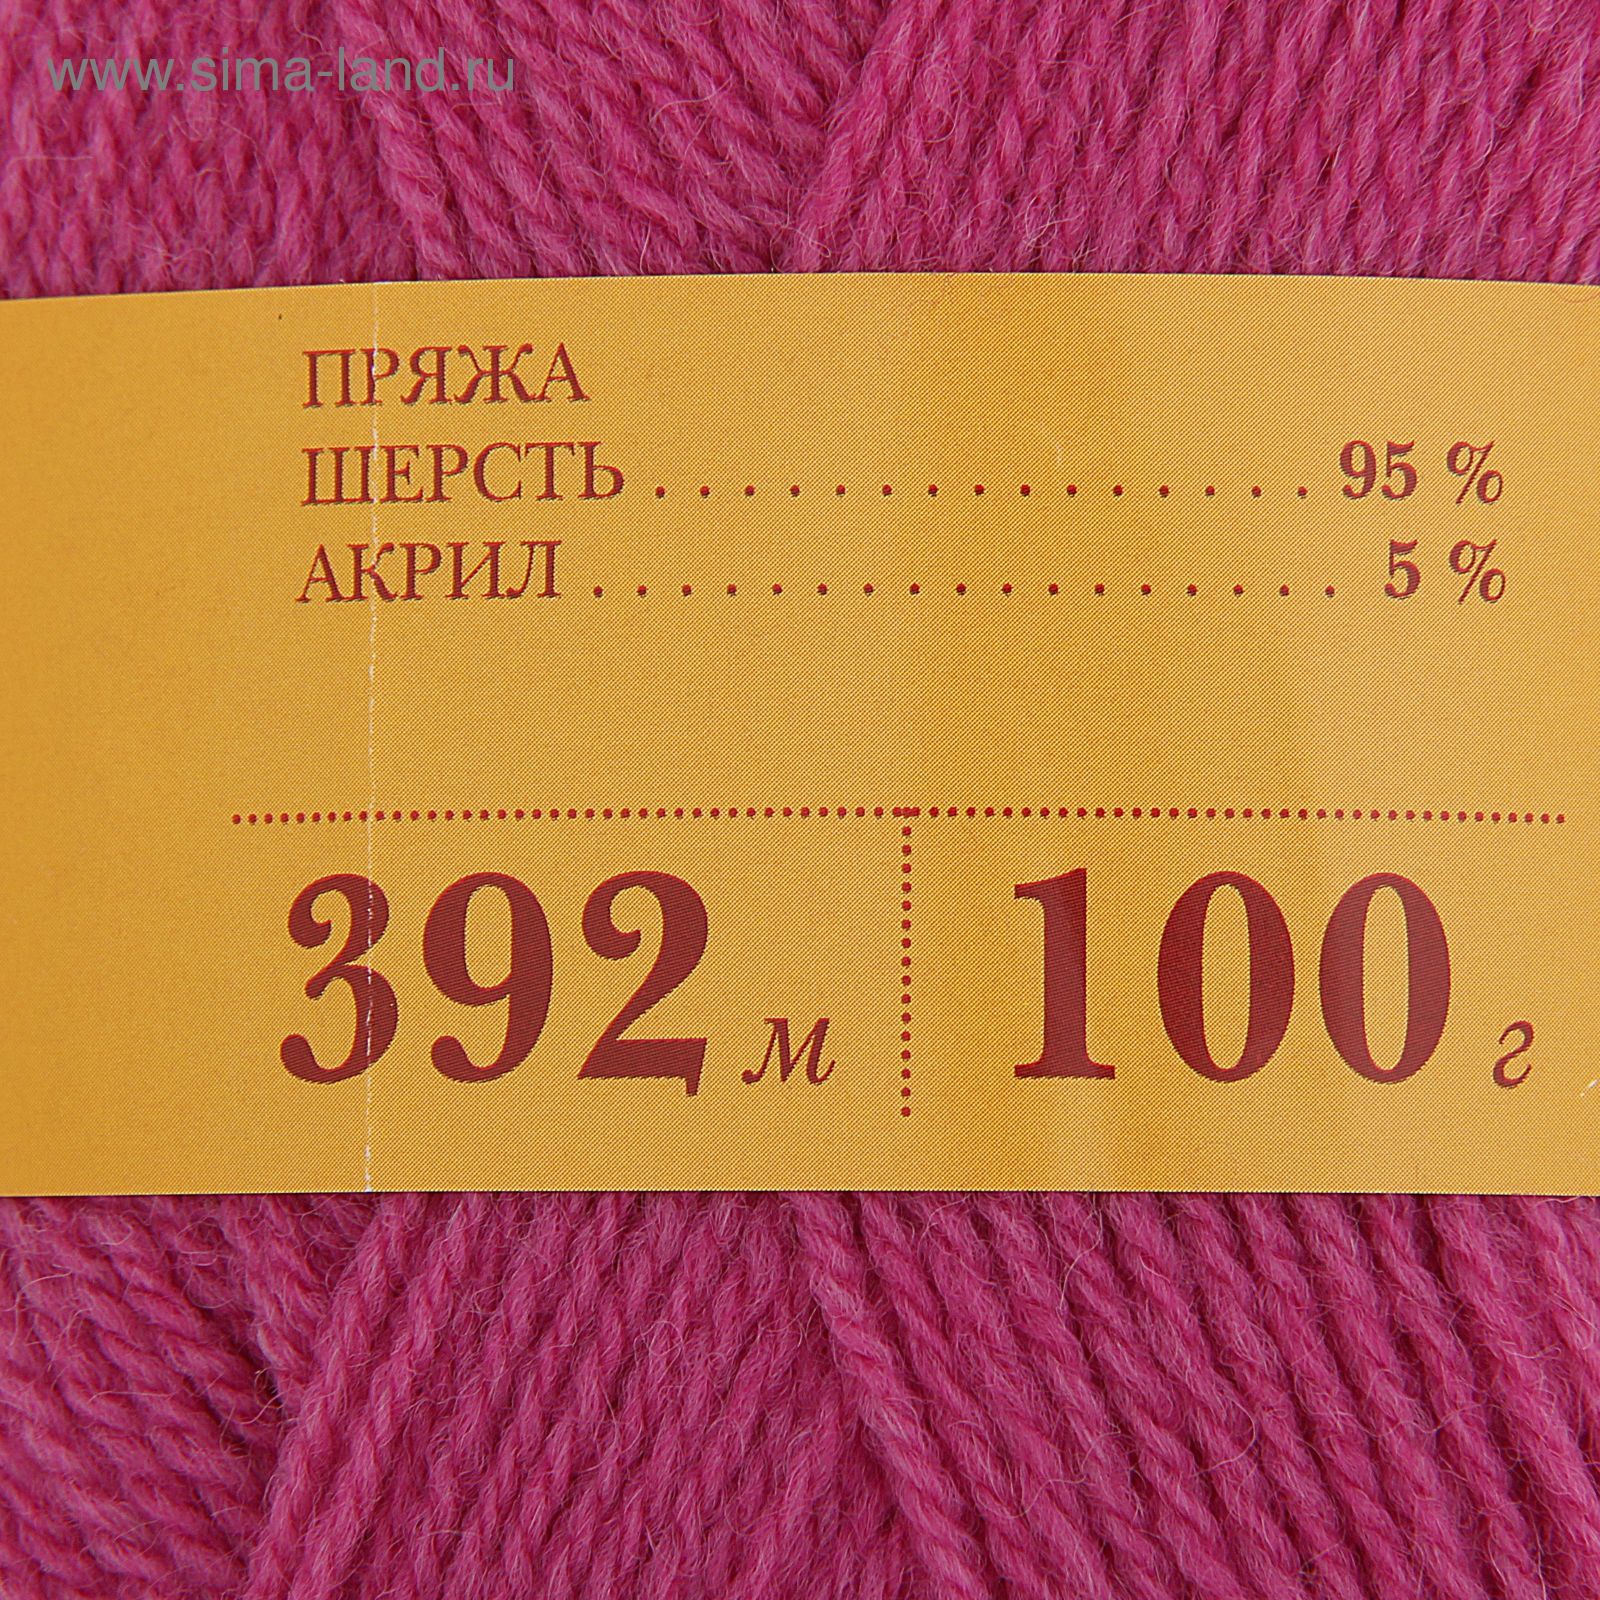 www.sima-land.ru
ПРЯЖА
ШЕРСТЬ . . . . . . . . . . . . . . . 95 %
АКРИЛ . . . . . . . . . . . . . . . . . 5 %
392 м 100 г